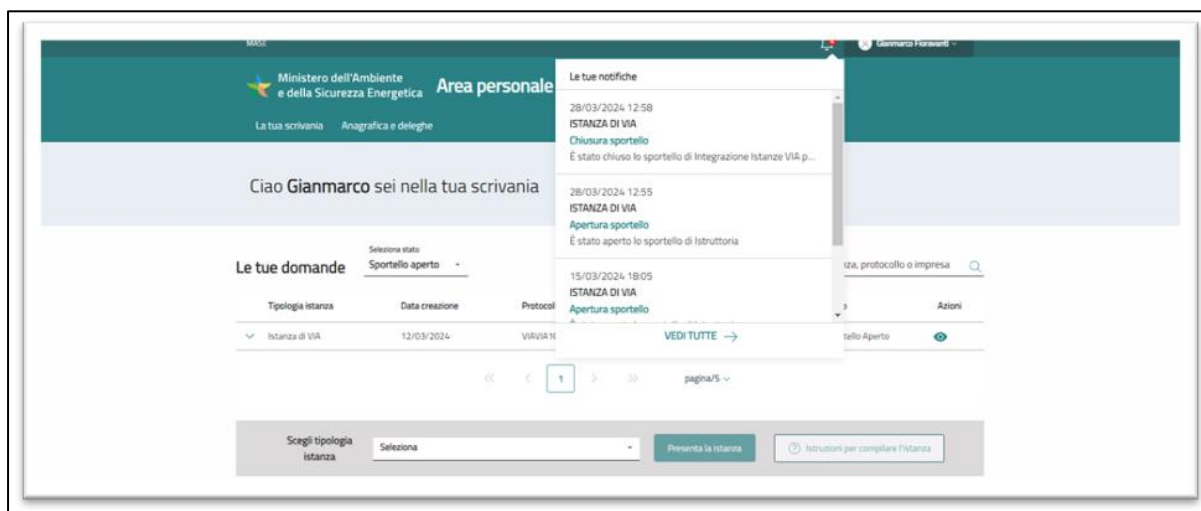 MASE
Gianmarco Fioravanti
Ministero dell'Ambiente
e della Sicurezza Energetica
Area personale
La tua scrivania
Anagrafica e deleghe
Le tue notifiche
28/03/2024 12:58
ISTANZA DI VIA
Chiusura sportello
È stato chiuso lo sportello di Integrazione Istanze VIA p...
28/03/2024 12:55
ISTANZA DI VIA
Apertura sportello
È stato aperto lo sportello di Istruttoria
15/03/2024 18:05
ISTANZA DI VIA
Apertura sportello
VEDI TUTTE
Ciao Gianmarco sei nella tua scrivania
Le tue domande
Seleziona stato
Sportello aperto
protocollo o impresa
Tipologia istanza
Data creazione
Protocol
Azioni
Istanza di VIA
12/03/2024
VIAVIA1
Aperto
1
pagina/5
Scegli tipologia
istanza
Seleziona
Presenta la istanza
Istruzioni per compilare l'istanza